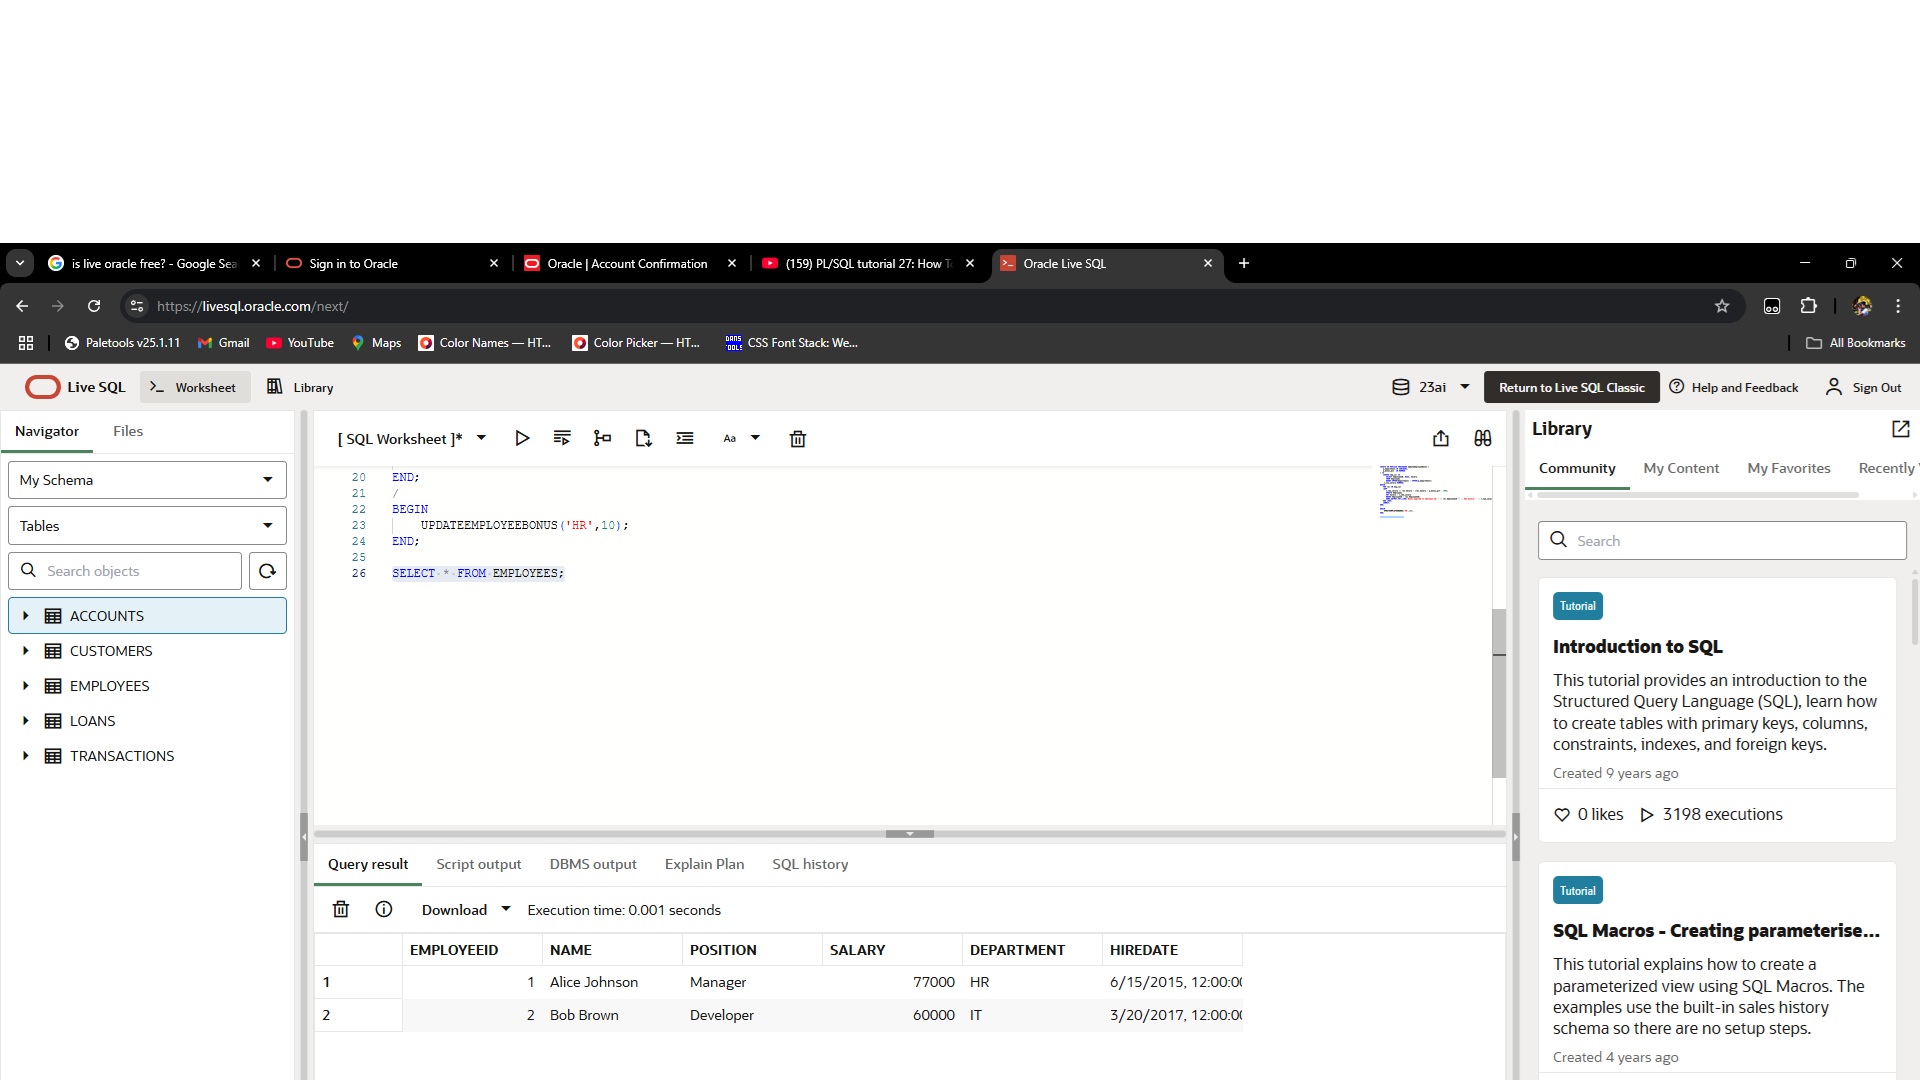 is live oracle free? - Google Sea
Sign in to Oracle
Oracle | Account Confirmation
(159) PL/SQL tutorial 27: How T
Oracle Live SQL
https://livesql.oracle.com/next/
Paletools v25.1.11
Gmail
YouTube
Maps
Color Names — HT...
Color Picker — HT...
CSS Font Stack: We...
All Bookmarks
Live SQL
Worksheet
Library
23ai
Return to Live SQL Classic
Help and Feedback
Sign Out
Navigator
Files
My Schema
Tables
Search objects
ACCOUNTS
CUSTOMERS
EMPLOYEES
LOANS
TRANSACTIONS
[ SQL Worksheet ]*
Aa
20 END;
21 /
22 BEGIN
23 UPDATEEMPLOYEEBONUS('HR',10);
24 END;
25
26 SELECT * FROM EMPLOYEES;
Query result
Script output
DBMS output
Explain Plan
SQL history
Download
Execution time: 0.001 seconds
EMPLOYEEID NAME POSITION SALARY DEPARTMENT HIREDATE
1 1 Alice Johnson Manager 77000 HR 6/15/2015, 12:00:00
2 2 Bob Brown Developer 60000 IT 3/20/2017, 12:00:00
Library
Community
My Content
My Favorites
Recently
Search
Tutorial
Introduction to SQL
This tutorial provides an introduction to the
Structured Query Language (SQL), learn how
to create tables with primary keys, columns,
constraints, indexes, and foreign keys.
Created 9 years ago
0 likes
3198 executions
Tutorial
SQL Macros - Creating parameterise...
This tutorial explains how to create a
parameterized view using SQL Macros. The
examples use the built-in sales history
schema so there are no setup steps.
Created 4 years ago